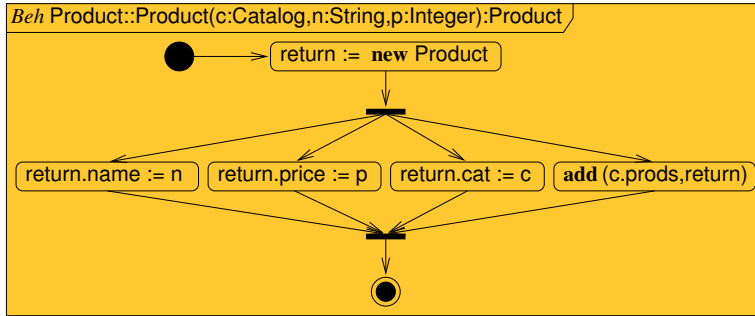 Beh Product::Product(c:Catalog,n:String,p:Integer):Product
return := new Product
return.name := n
return.price := p
return.cat := c
add (c.prods,return)